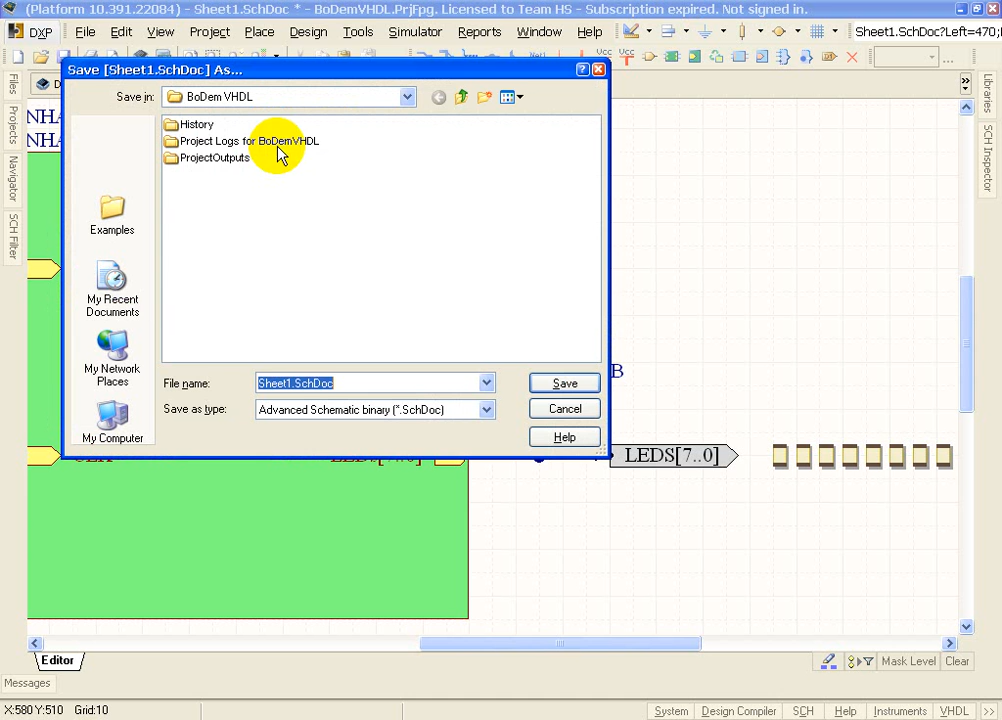 (Platform 10.391.22084) - Sheet1.SchDoc * - BoDemVHDL.PrjFpg. Licensed to Team HS - Subscription expired. Not signed in.
DXP File Edit View Project Place Design Tools Simulator Reports Window Help Sheet1.SchDoc?Left=470;
Save [Sheet1.SchDoc] As...
Save in: BoDem VHDL
History
Project Logs for BoDemVHDL
ProjectOutputs
Examples
My Recent
Documents
My Network
Places
My Computer
File name: Sheet1.SchDoc Save
Save as type: Advanced Schematic binary (*.SchDoc) Cancel
Help
Files
Projects
Navigator
SCH Filter
Libraries
SCH Inspector
NHA
NHA
B
LEDS[7..0]
Editor
Mask Level Clear
Messages
X:580 Y:510 Grid:10
System Design Compiler SCH Help Instruments VHDL >>